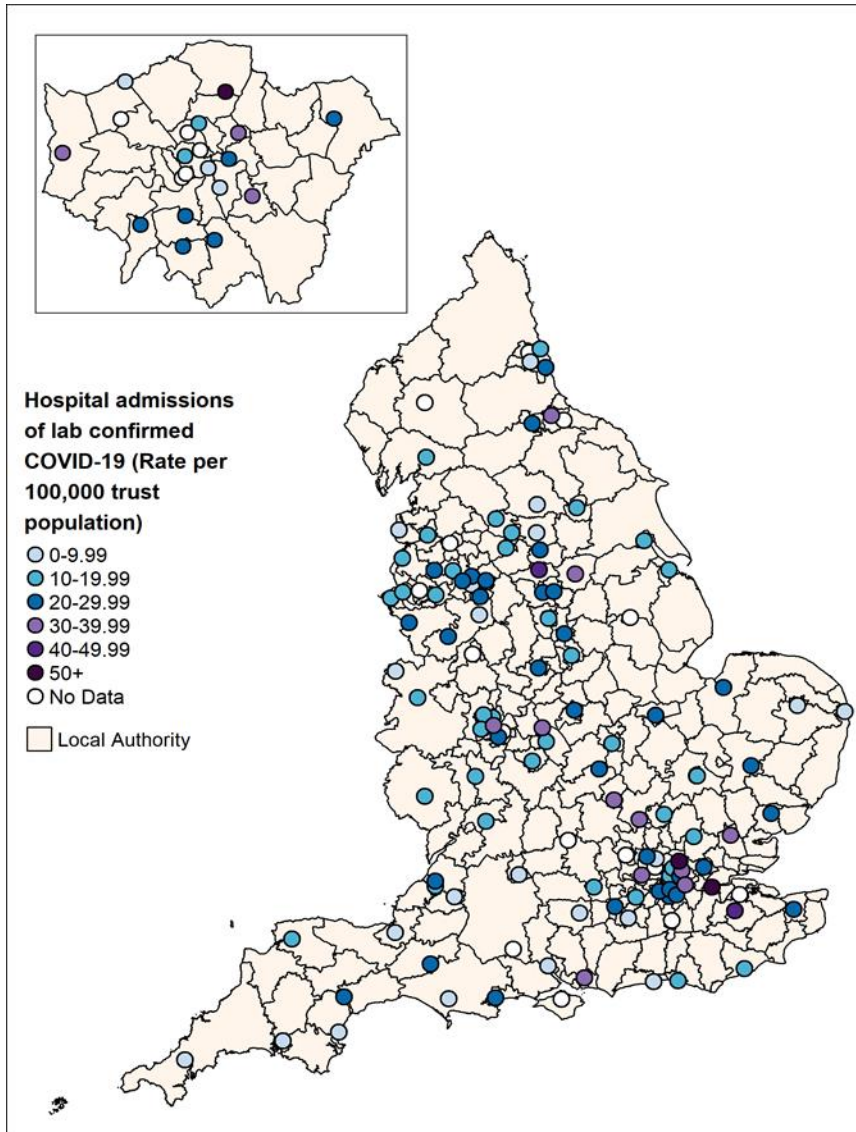 Hospital admissions
of lab confirmed
COVID-19 (Rate per
100,000 trust
population)
0-9.99
10-19.99
20-29.99
30-39.99
40-49.99
50+
No Data
Local Authority